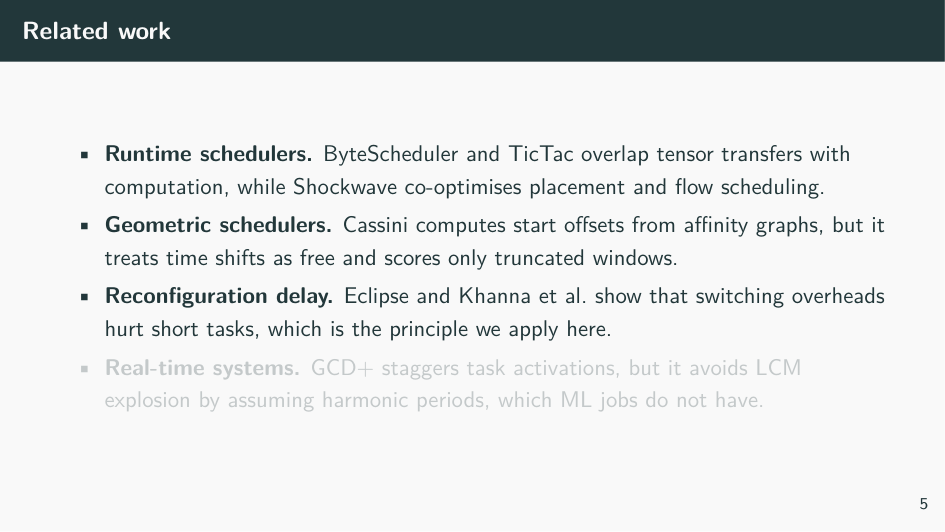 Related work
▪ Runtime schedulers. ByteScheduler and TicTac overlap tensor transfers with
computation, while Shockwave co-optimises placement and flow scheduling.
▪ Geometric schedulers. Cassini computes start offsets from affinity graphs, but it
treats time shifts as free and scores only truncated windows.
▪ Reconfiguration delay. Eclipse and Khanna et al. show that switching overheads
hurt short tasks, which is the principle we apply here.
▪ Real-time systems. GCD+ staggers task activations, but it avoids LCM
explosion by assuming harmonic periods, which ML jobs do not have.
5